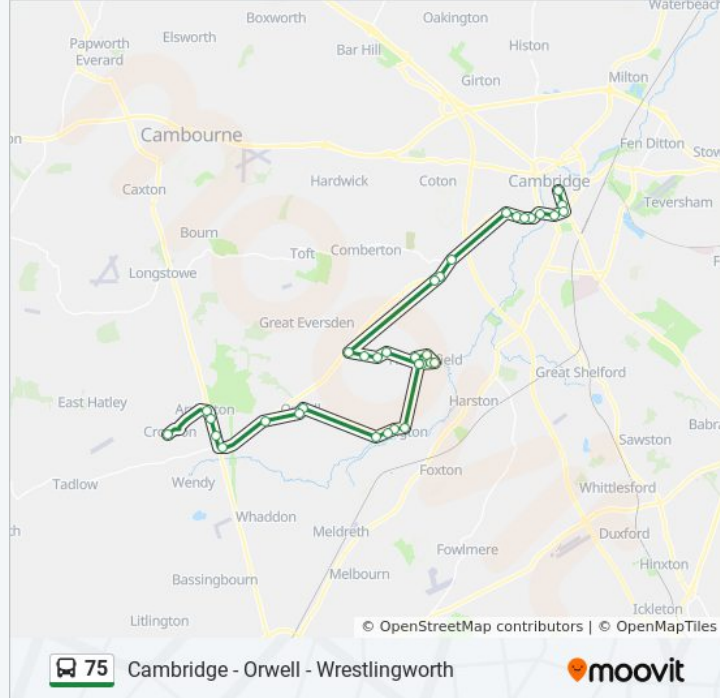 Boxworth
Oakington
Waterbeach
Elsworth
Papworth
Everard
Bar Hill
Histon
Girton
Milton
Cambourne
Fen Ditton
Caxton
Hardwick
Coton
Cambridge
Teversham
Bourn
Toft
Comberton
Longstowe
Great Eversden
Great Shelford
East Hatley
Harston
Sawston
Tadlow
Wendy
Foxton
Whittlesford
Whaddon
Meldreth
Duxford
Fowlmere
Hinxton
Bassingbourn
Melbourn
Ickleton
Litlington
© OpenStreetMap contributors | © OpenMapTiles
75 Cambridge - Orwell - Wrestlingworth
moovit